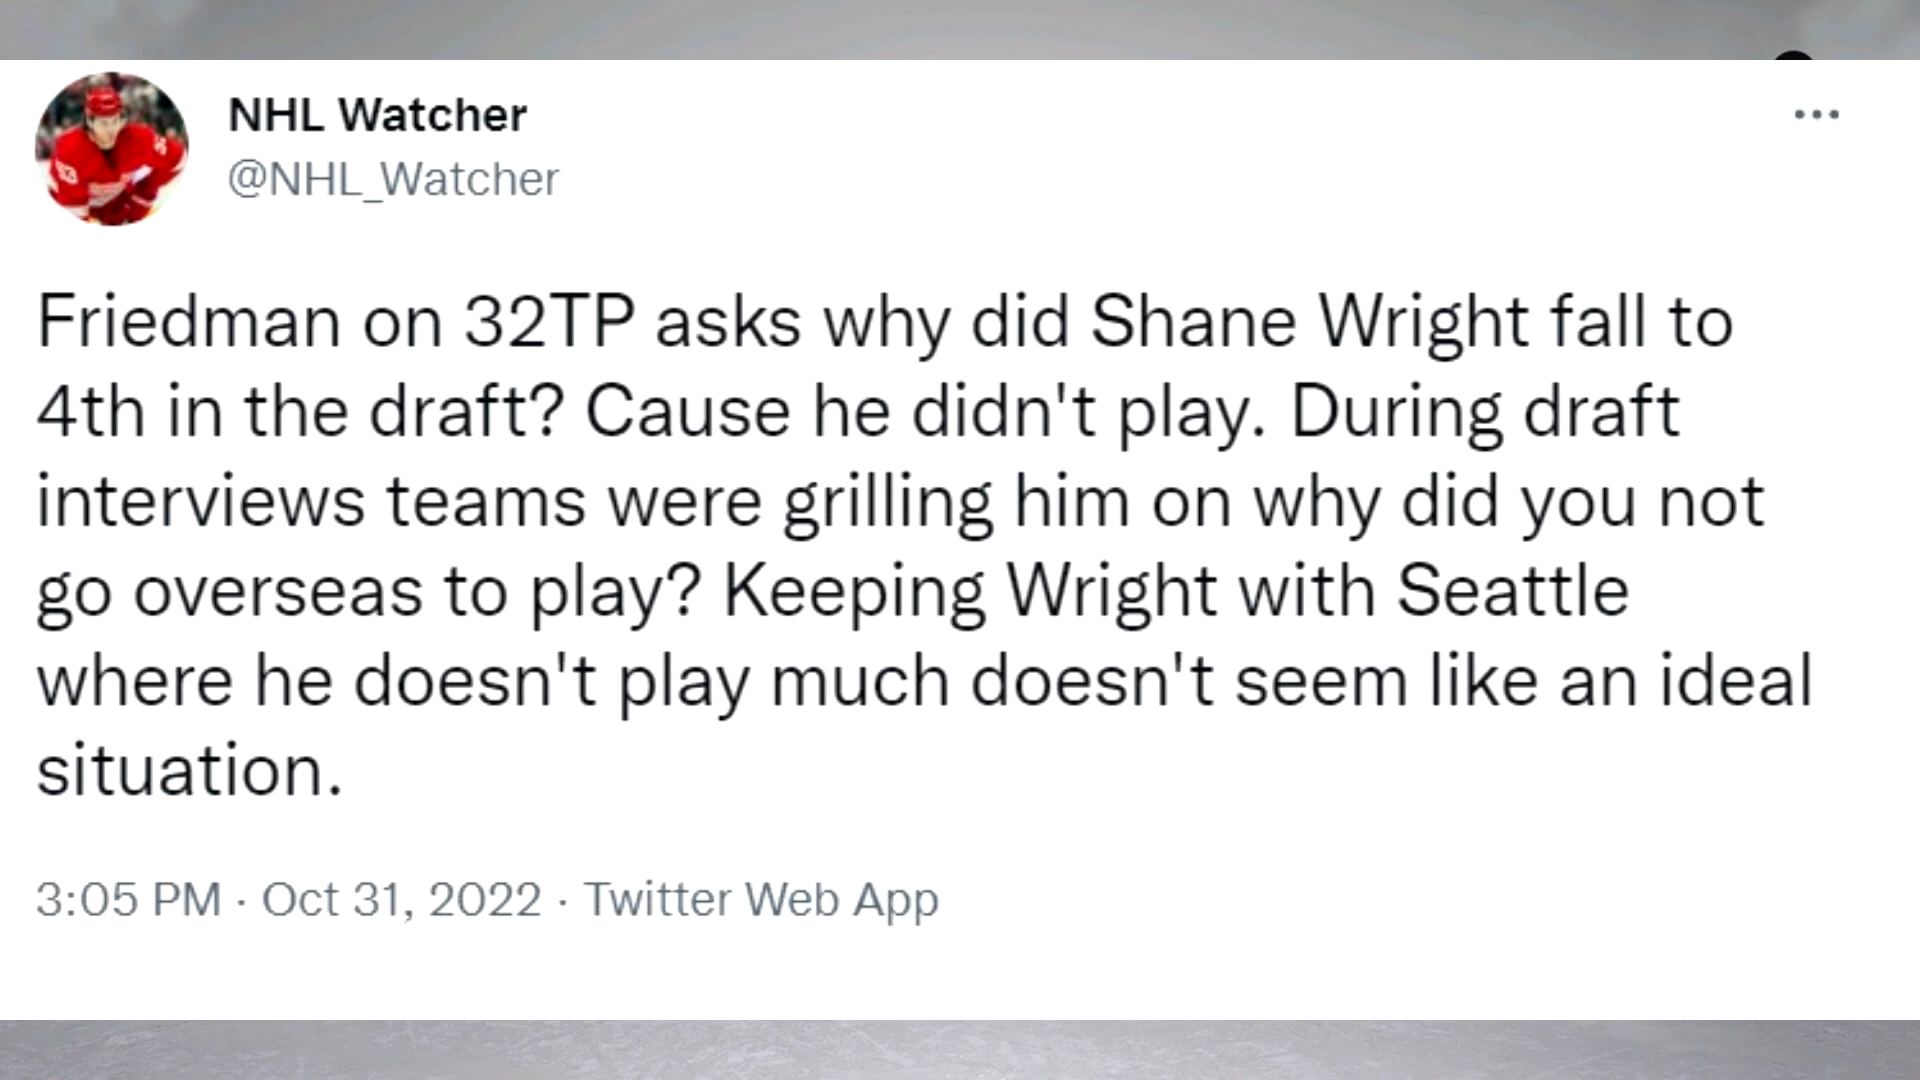 NHL Watcher
@NHL_Watcher
Friedman on 32TP asks why did Shane Wright fall to
4th in the draft? Cause he didn't play. During draft
interviews teams were grilling him on why did you not
go overseas to play? Keeping Wright with Seattle
where he doesn't play much doesn't seem like an ideal
situation.
3:05 PM · Oct 31, 2022 · Twitter Web App